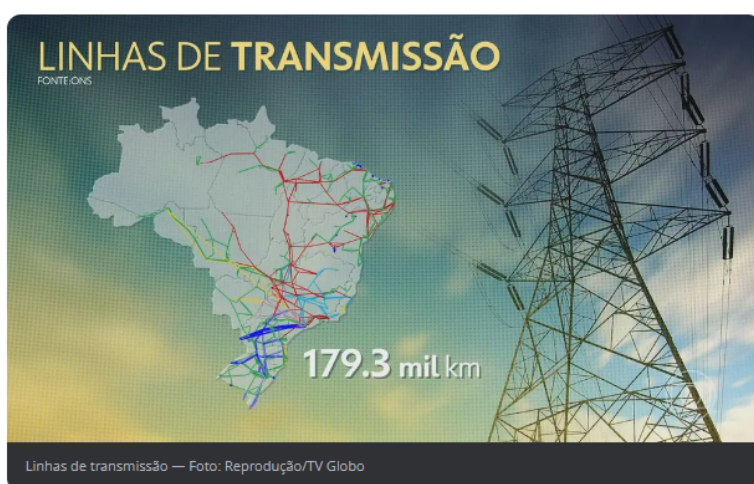 LINHAS DE TRANSMISSÃO
FONTE:ONS
179.3 mil km
Linhas de transmissão — Foto: Reprodução/TV Globo